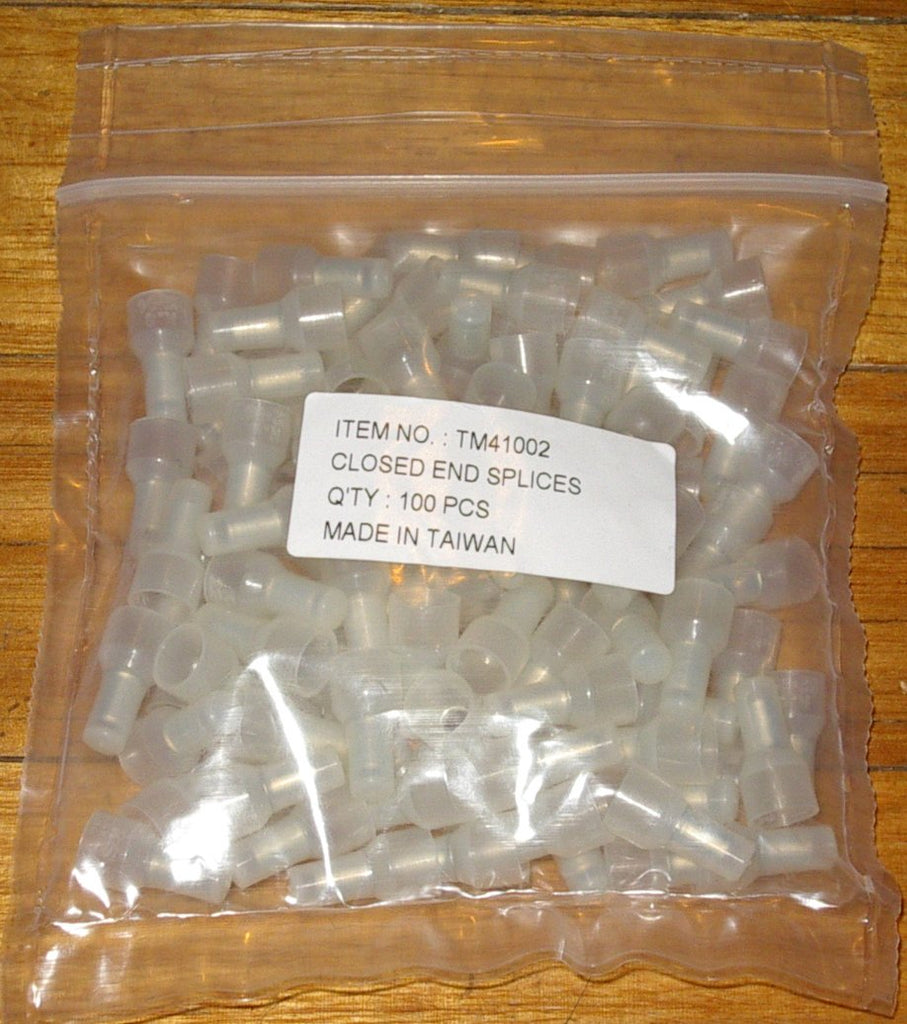 ITEM NO. : TM41002
CLOSED END SPLICES
Q'TY : 100 PCS
MADE IN TAIWAN